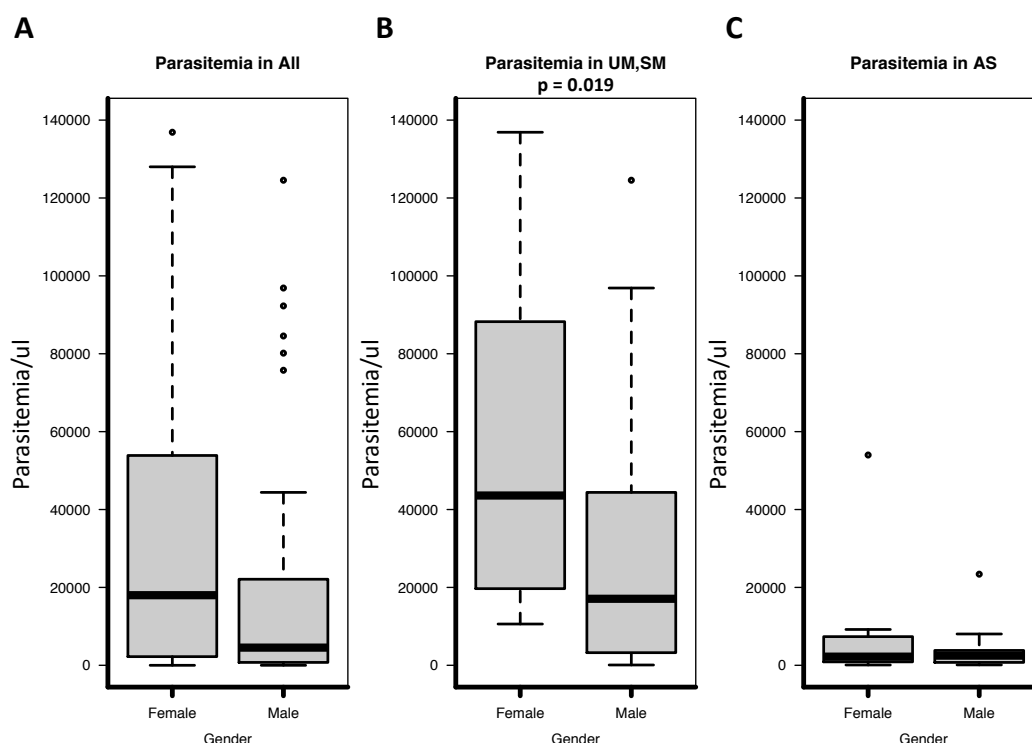 A
Parasitemia in All
140000
120000
100000
80000
60000
40000
20000
0
Parasitemia/ul
Female Male
Gender
B
Parasitemia in UM,SM
p = 0.019
140000
120000
100000
80000
60000
40000
20000
0
Parasitemia/ul
Female Male
Gender
C
Parasitemia in AS
140000
120000
100000
80000
60000
40000
20000
0
Parasitemia/ul
Female Male
Gender